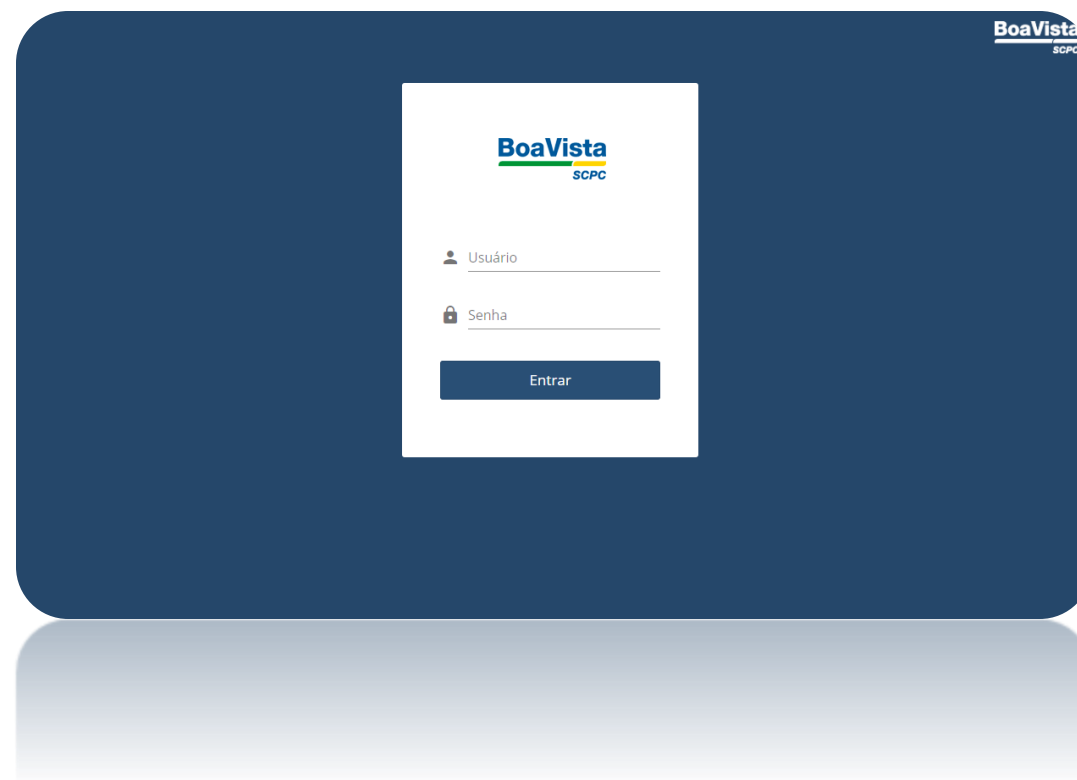 BoaVista
SCPC
BoaVista
SCPC
Usuário
Senha
Entrar